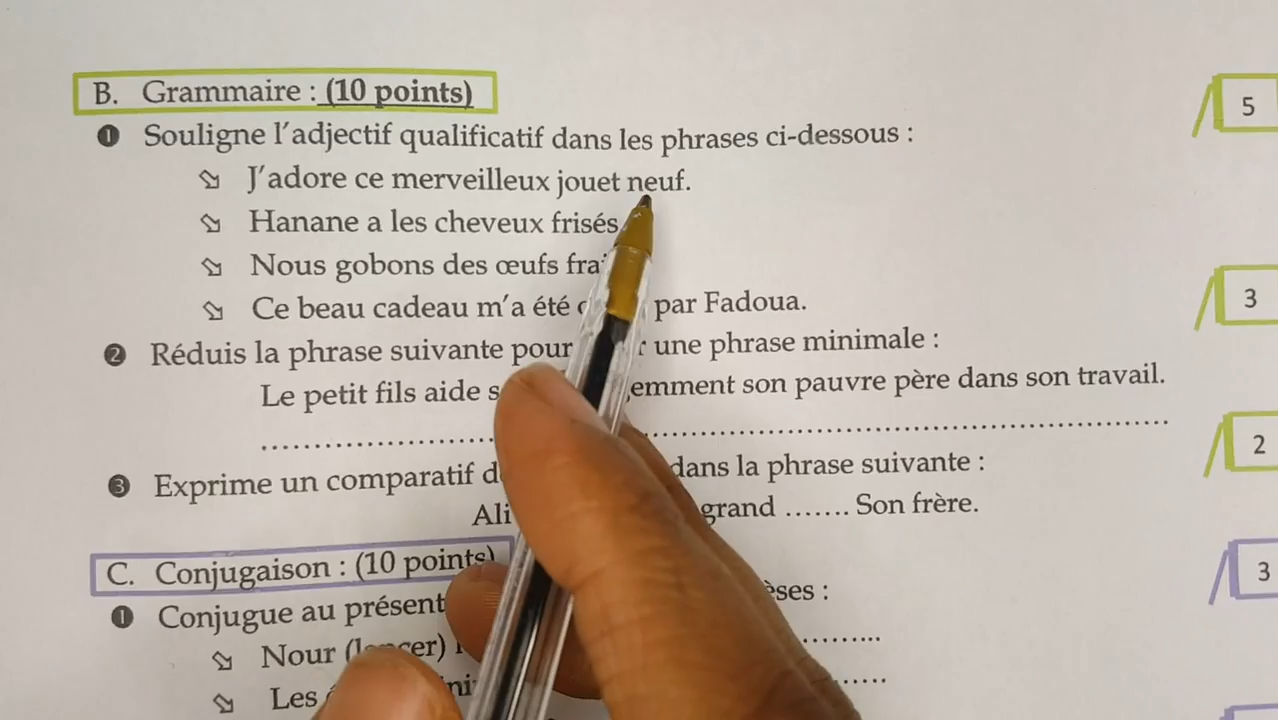 B. Grammaire : (10 points)
5
❶ Souligne l'adjectif qualificatif dans les phrases ci-dessous :
J'adore ce merveilleux jouet neuf.
Hanane a les cheveux frisés
Nous gobons des œufs
Ce beau cadeau m'a été par Fadoua.
3
❷ Réduis la phrase suivante pour une phrase minimale :
Le petit fils aide son pauvre père dans son travail.
2
❸ Exprime un comparatif dans la phrase suivante :
Ali grand ....... Son frère.
C. Conjugaison : (10 points)
3
❶ Conjugue au présent :
Nour
Les